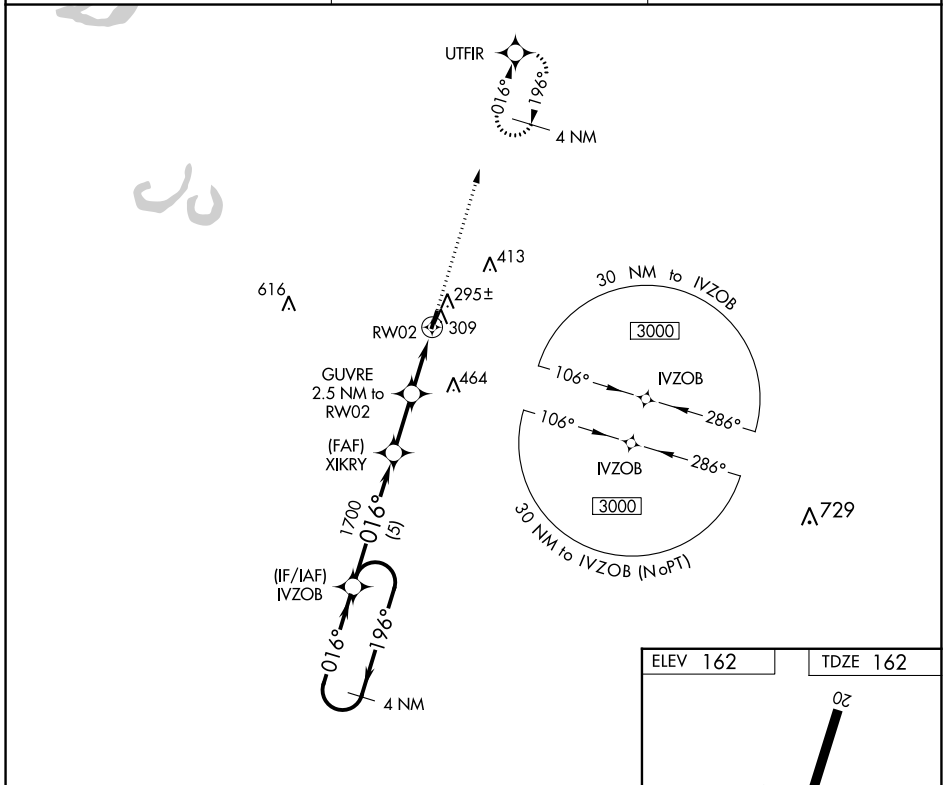 UTFIR
016°
196°
4 NM
413
616
295±
RW02
309
GUVRE
2.5 NM to
RW02
464
(FAF)
XIKRY
1700
016°
(5)
(IF/IAF)
IVZOB
016°
196°
4 NM
30 NM to IVZOB
3000
106°
IVZOB
286°
106°
IVZOB
286°
3000
30 NM to IVZOB (NoPT)
729
ELEV 162
TDZE 162
20